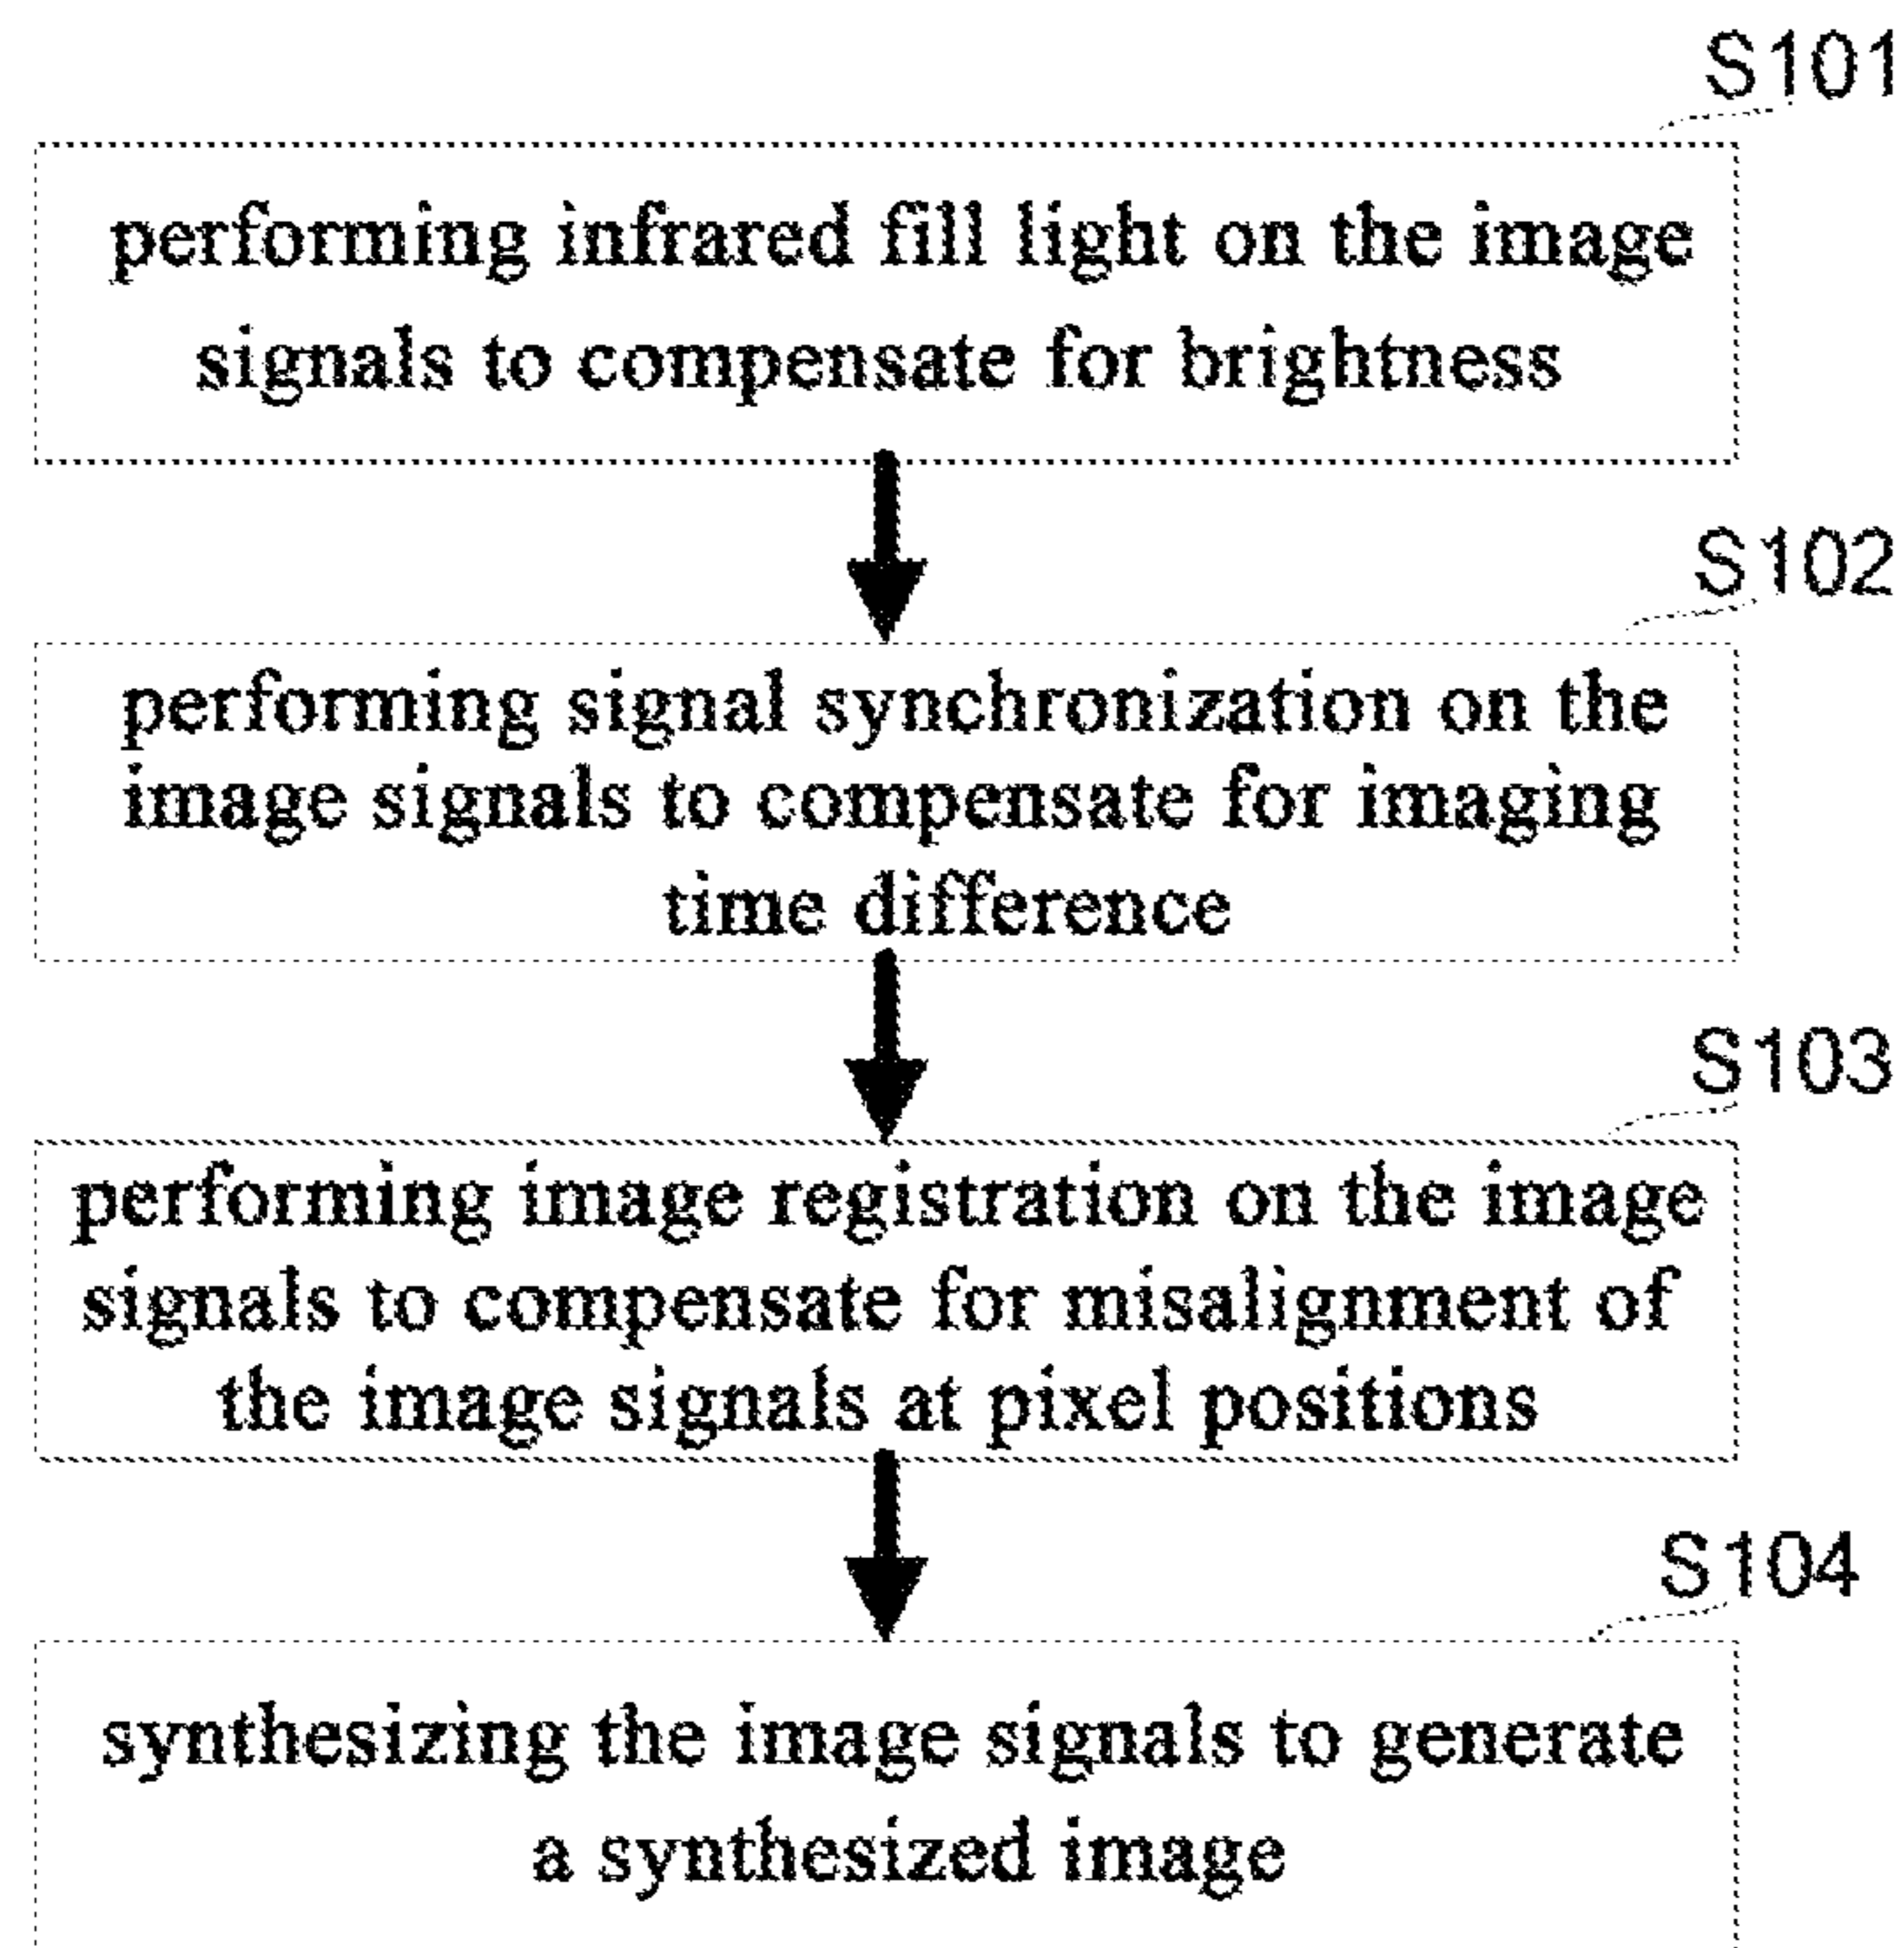 S101
performing infrared fill light on the image
signals to compensate for brightness
S102
performing signal synchronization on the
image signals to compensate for imaging
time difference
S103
performing image registration on the image
signals to compensate for misalignment of
the image signals at pixel positions
S104
synthesizing the image signals to generate
a synthesized image